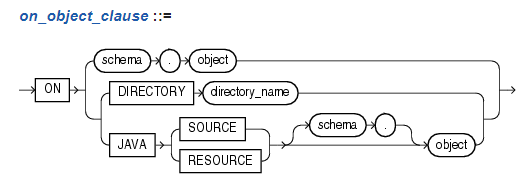 on_object_clause ::=
schema . object
ON
DIRECTORY directory_name
SOURCE
schema .
JAVA
object
RESOURCE